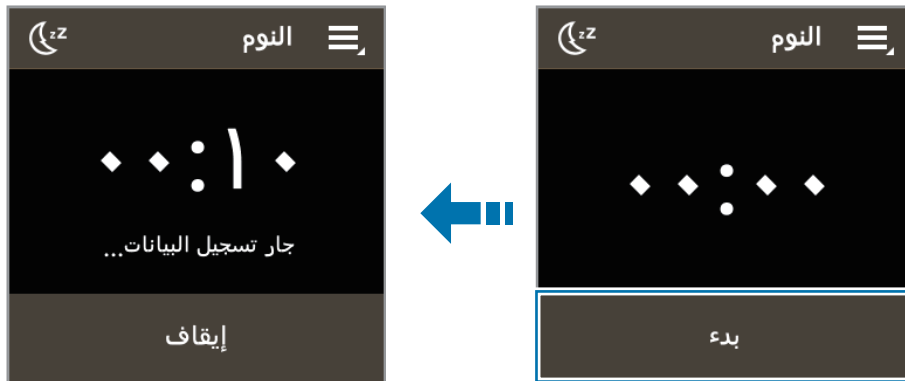 النوم
٠٠:٠٠
بدء
النوم
٠٠:١٠
جار تسجيل البيانات...
إيقاف